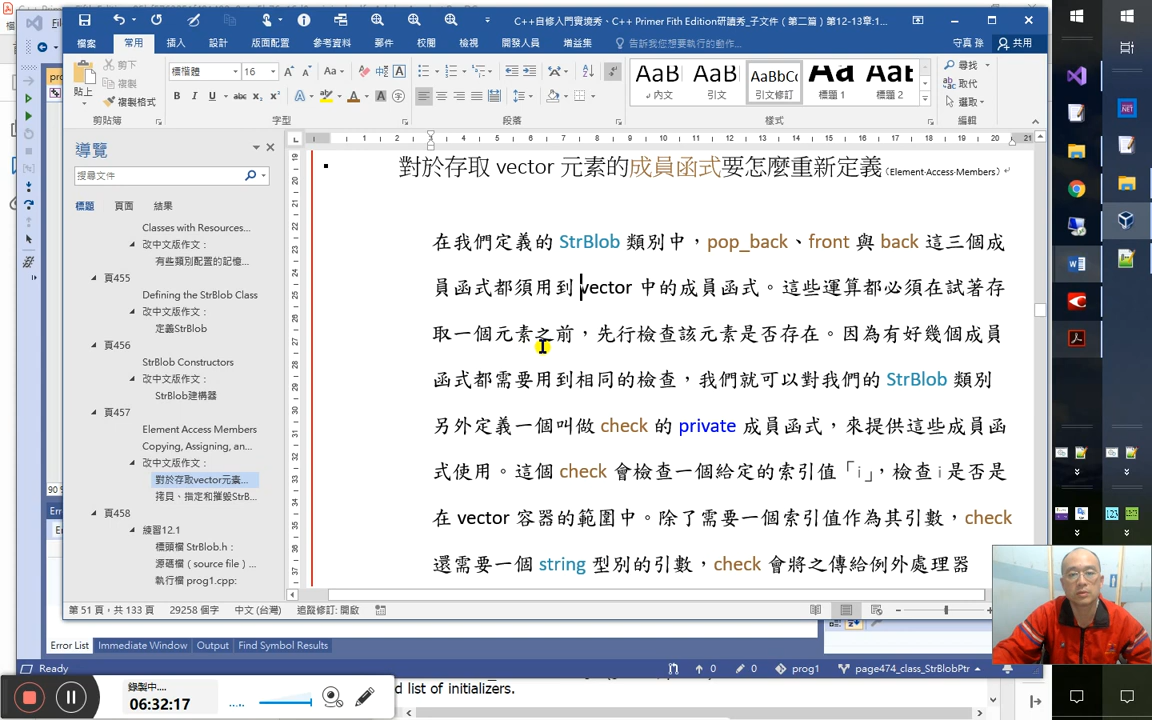 C++自修入門實境秀、C++ Primer Fith Edition研讀秀_子文件（第二篇）第12-13章:1...
檔案 常用 插入 設計 版面配置 參考資料 郵件 校閱 檢視 開發人員 增益集 告訴我您想要執行的動作... 守真 孫 共用
貼上 剪下 複製 複製格式
標楷體 16
AaBb AaBb AaBbCc AaB AaB
內文 引文 引文修訂 標題 1 標題 2
尋找 取代 選取
剪貼簿 字型 段落 樣式 編輯
導覽
搜尋文件
標題 頁面 結果
Classes with Resources...
改中文版作文：
有些類別配置的記憶...
頁455
Defining the StrBlob Class
改中文版作文：
定義StrBlob
頁456
StrBlob Constructors
改中文版作文：
StrBlob建構器
頁457
Element Access Members
Copying, Assigning, an...
改中文版作文：
對於存取vector元素...
拷貝、指定和摧毀StrB...
頁458
練習12.1
標頭檔 StrBlob.h：
源碼檔（source file）...
執行檔 prog1.cpp:
對於存取 vector 元素的成員函式要怎麼重新定義(Element Access Members)
在我們定義的 StrBlob 類別中，pop_back、front 與 back 這三個成
員函式都須用到 vector 中的成員函式。這些運算都必須在試著存
取一個元素之前，先行檢查該元素是否存在。因為有好幾個成員
函式都需要用到相同的檢查，我們就可以對我們的 StrBlob 類別
另外定義一個叫做 check 的 private 成員函式，來提供這些成員函
式使用。這個 check 會檢查一個給定的索引值「i」，檢查 i 是否是
在 vector 容器的範圍中。除了需要一個索引值作為其引數，check
還需要一個 string 型別的引數，check 會將之傳給例外處理器
第 51 頁，共 133 頁 29258 個字 中文 (台灣) 追蹤修訂: 開啟
Error List Immediate Window Output Find Symbol Results
Ready 0 0 prog1 page474_class_StrBlobPtr
錄製中...
06:32:17
d list of initializers.